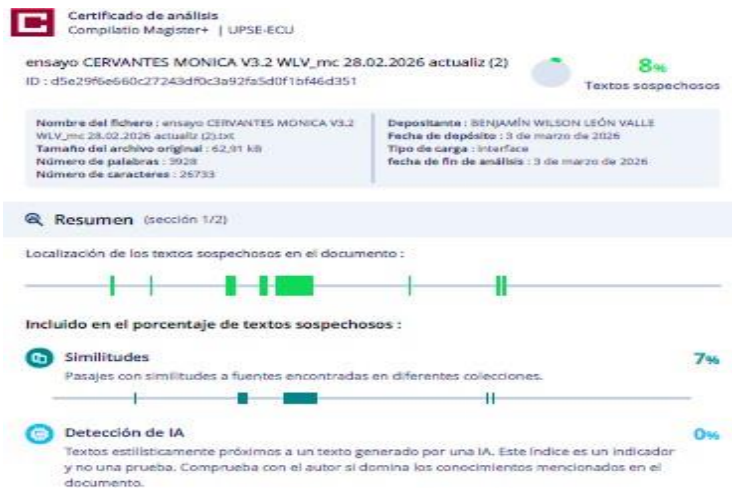 Certificado de análisis
Compilatio Magister+ | UPSE-ECU
ensayo CERVANTES MONICA V3.2 WLV_mc 28.02.2026 actualiz (2)
ID : d5e29f6e660c27243df0c3a92fa5d0f1bf46d351
8%
Textos sospechosos
Nombre del fichero : ensayo CERVANTES MONICA V3.2
WLV_mc 28.02.2026 actualiz (2).txt
Tamaño del archivo original : 62,91 kB
Número de palabras : 3928
Número de caracteres : 26733
Depositante : BENJAMÍN WILSON LEÓN VALLE
Fecha de depósito : 3 de marzo de 2026
Tipo de carga : interface
fecha de fin de análisis : 3 de marzo de 2026
Resumen (sección 1/2)
Localización de los textos sospechosos en el documento :
Incluido en el porcentaje de textos sospechosos :
Similitudes
7%
Pasajes con similitudes a fuentes encontradas en diferentes colecciones.
Detección de IA
0%
Textos estilísticamente próximos a un texto generado por una IA. Este índice es un indicador
y no una prueba. Comprueba con el autor si domina los conocimientos mencionados en el
documento.